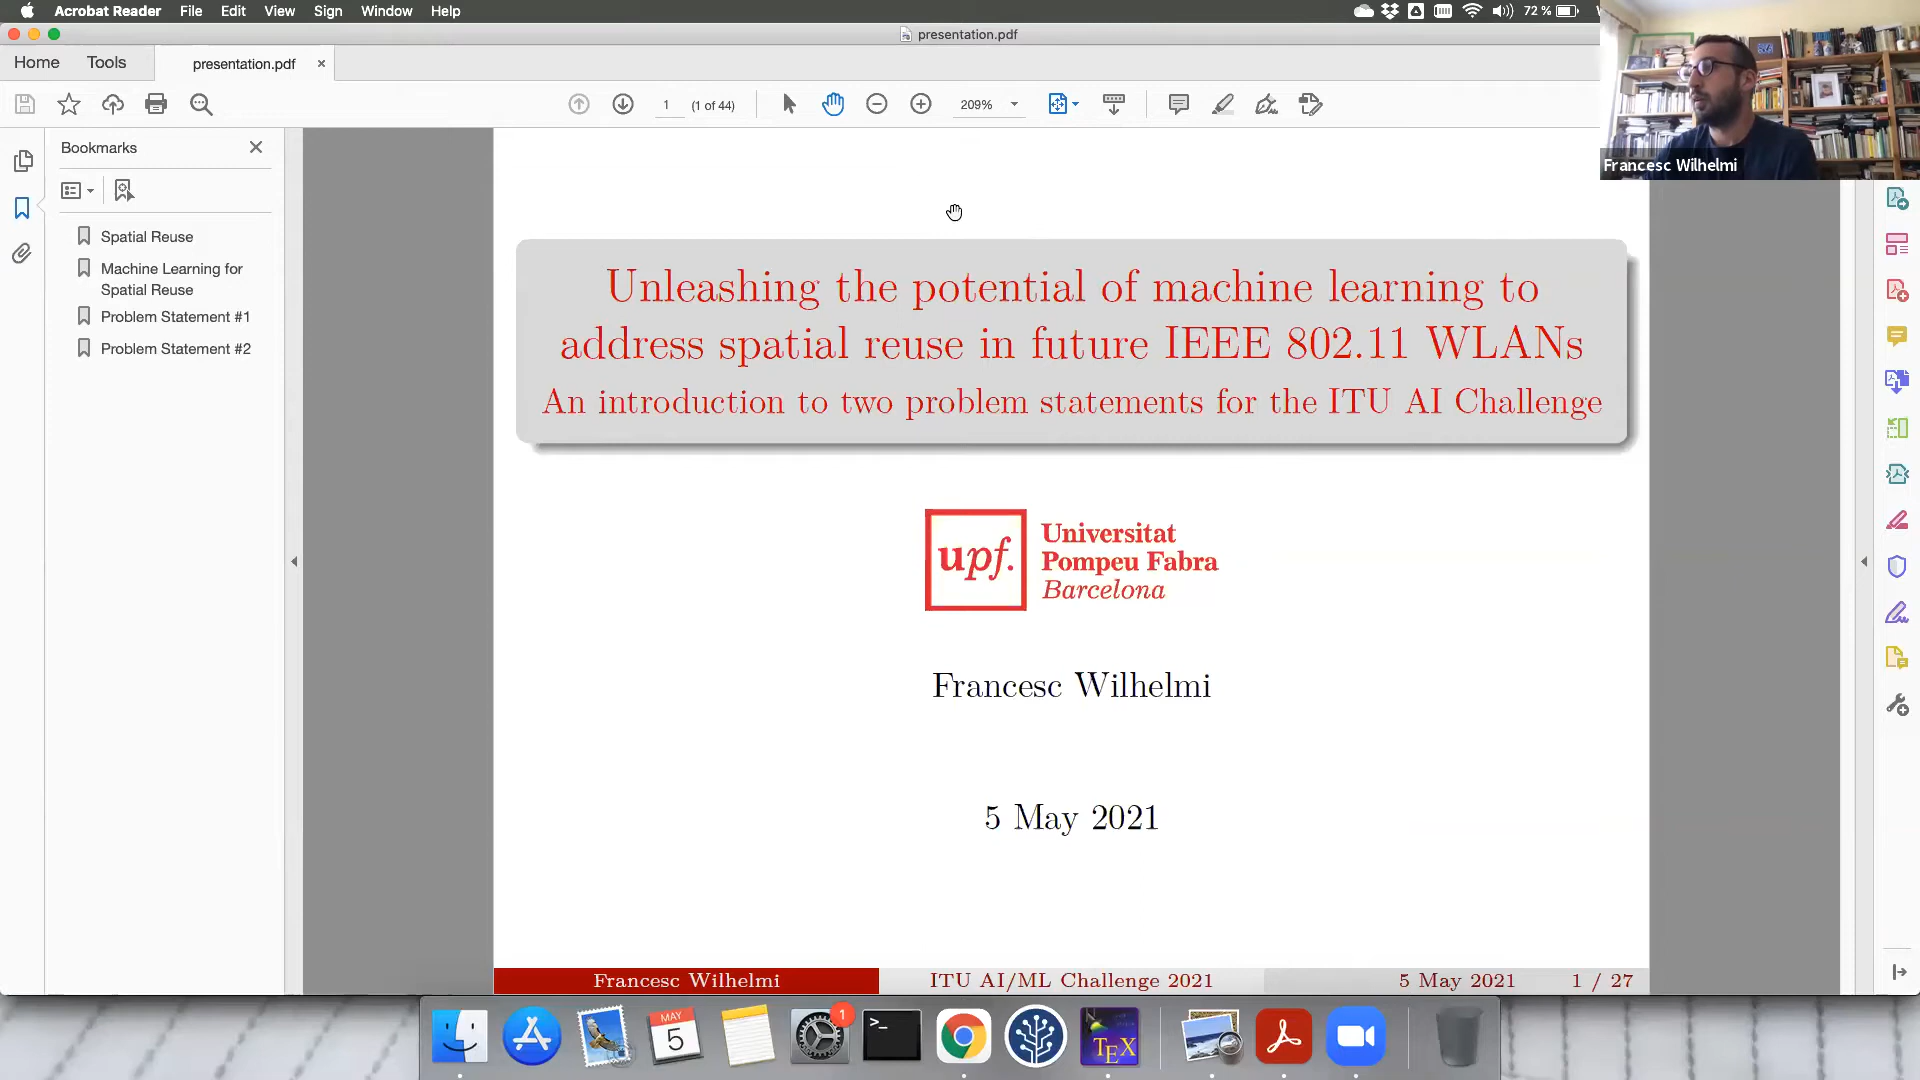 Acrobat Reader File Edit View Sign Window Help
72 %
presentation.pdf
Home Tools presentation.pdf
1 (1 of 44) 209%
Bookmarks
Spatial Reuse
Machine Learning for
Spatial Reuse
Problem Statement #1
Problem Statement #2
Francesc Wilhelmi
Unleashing the potential of machine learning to
address spatial reuse in future IEEE 802.11 WLANs
An introduction to two problem statements for the ITU AI Challenge
upf.
Universitat
Pompeu Fabra
Barcelona
Francesc Wilhelmi
5 May 2021
Francesc Wilhelmi ITU AI/ML Challenge 2021 5 May 2021 1 / 27
MAY
5
1
TEX